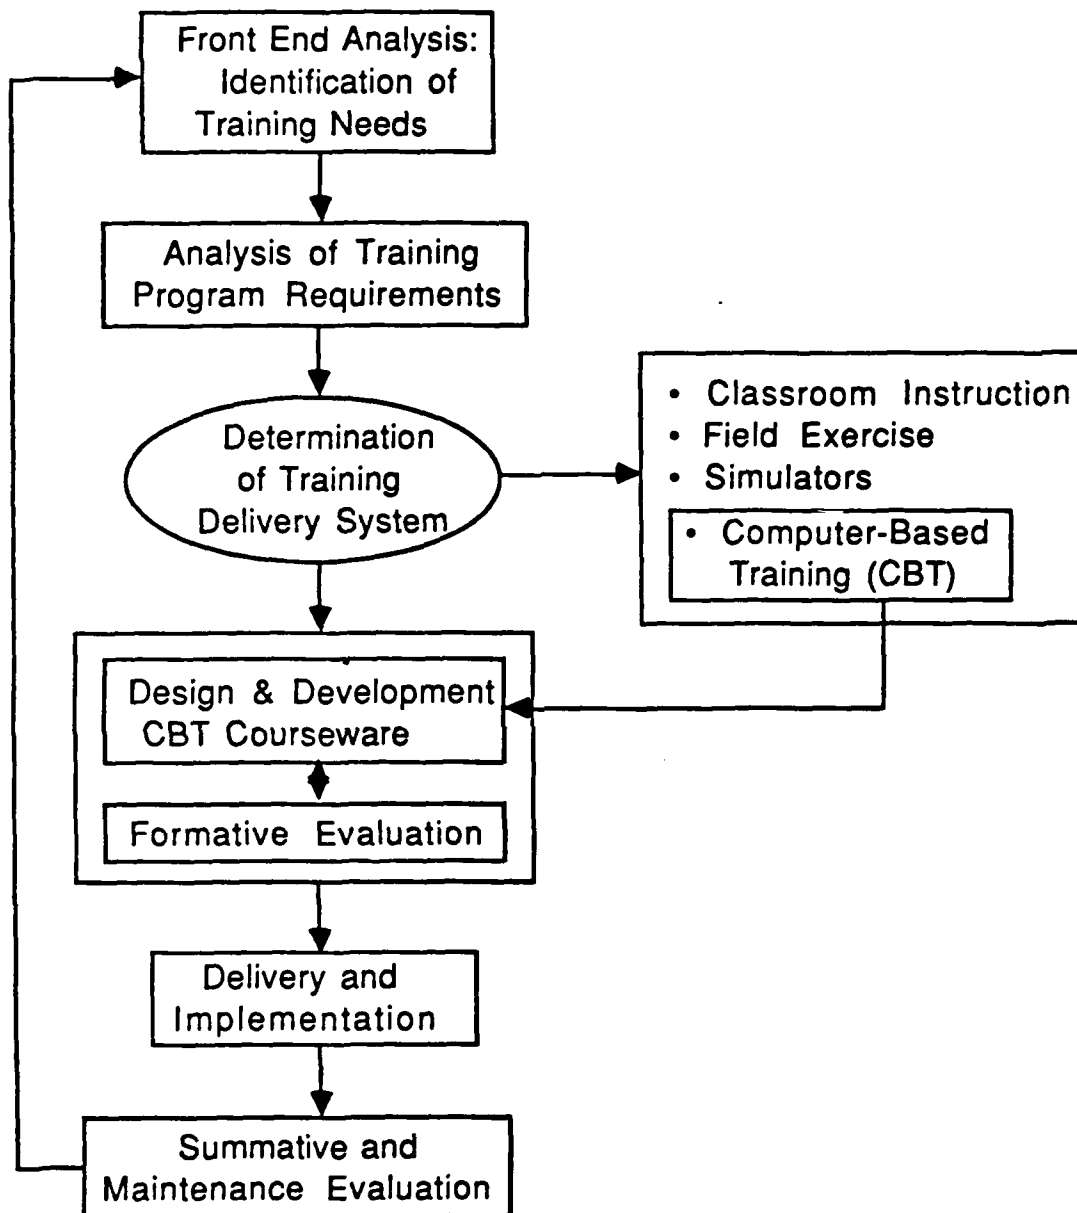 Front End Analysis:
Identification of
Training Needs
Analysis of Training
Program Requirements
Determination
of Training
Delivery System
• Classroom Instruction
• Field Exercise
• Simulators
• Computer-Based
Training (CBT)
Design & Development
CBT Courseware
Formative Evaluation
Delivery and
Implementation
Summative and
Maintenance Evaluation